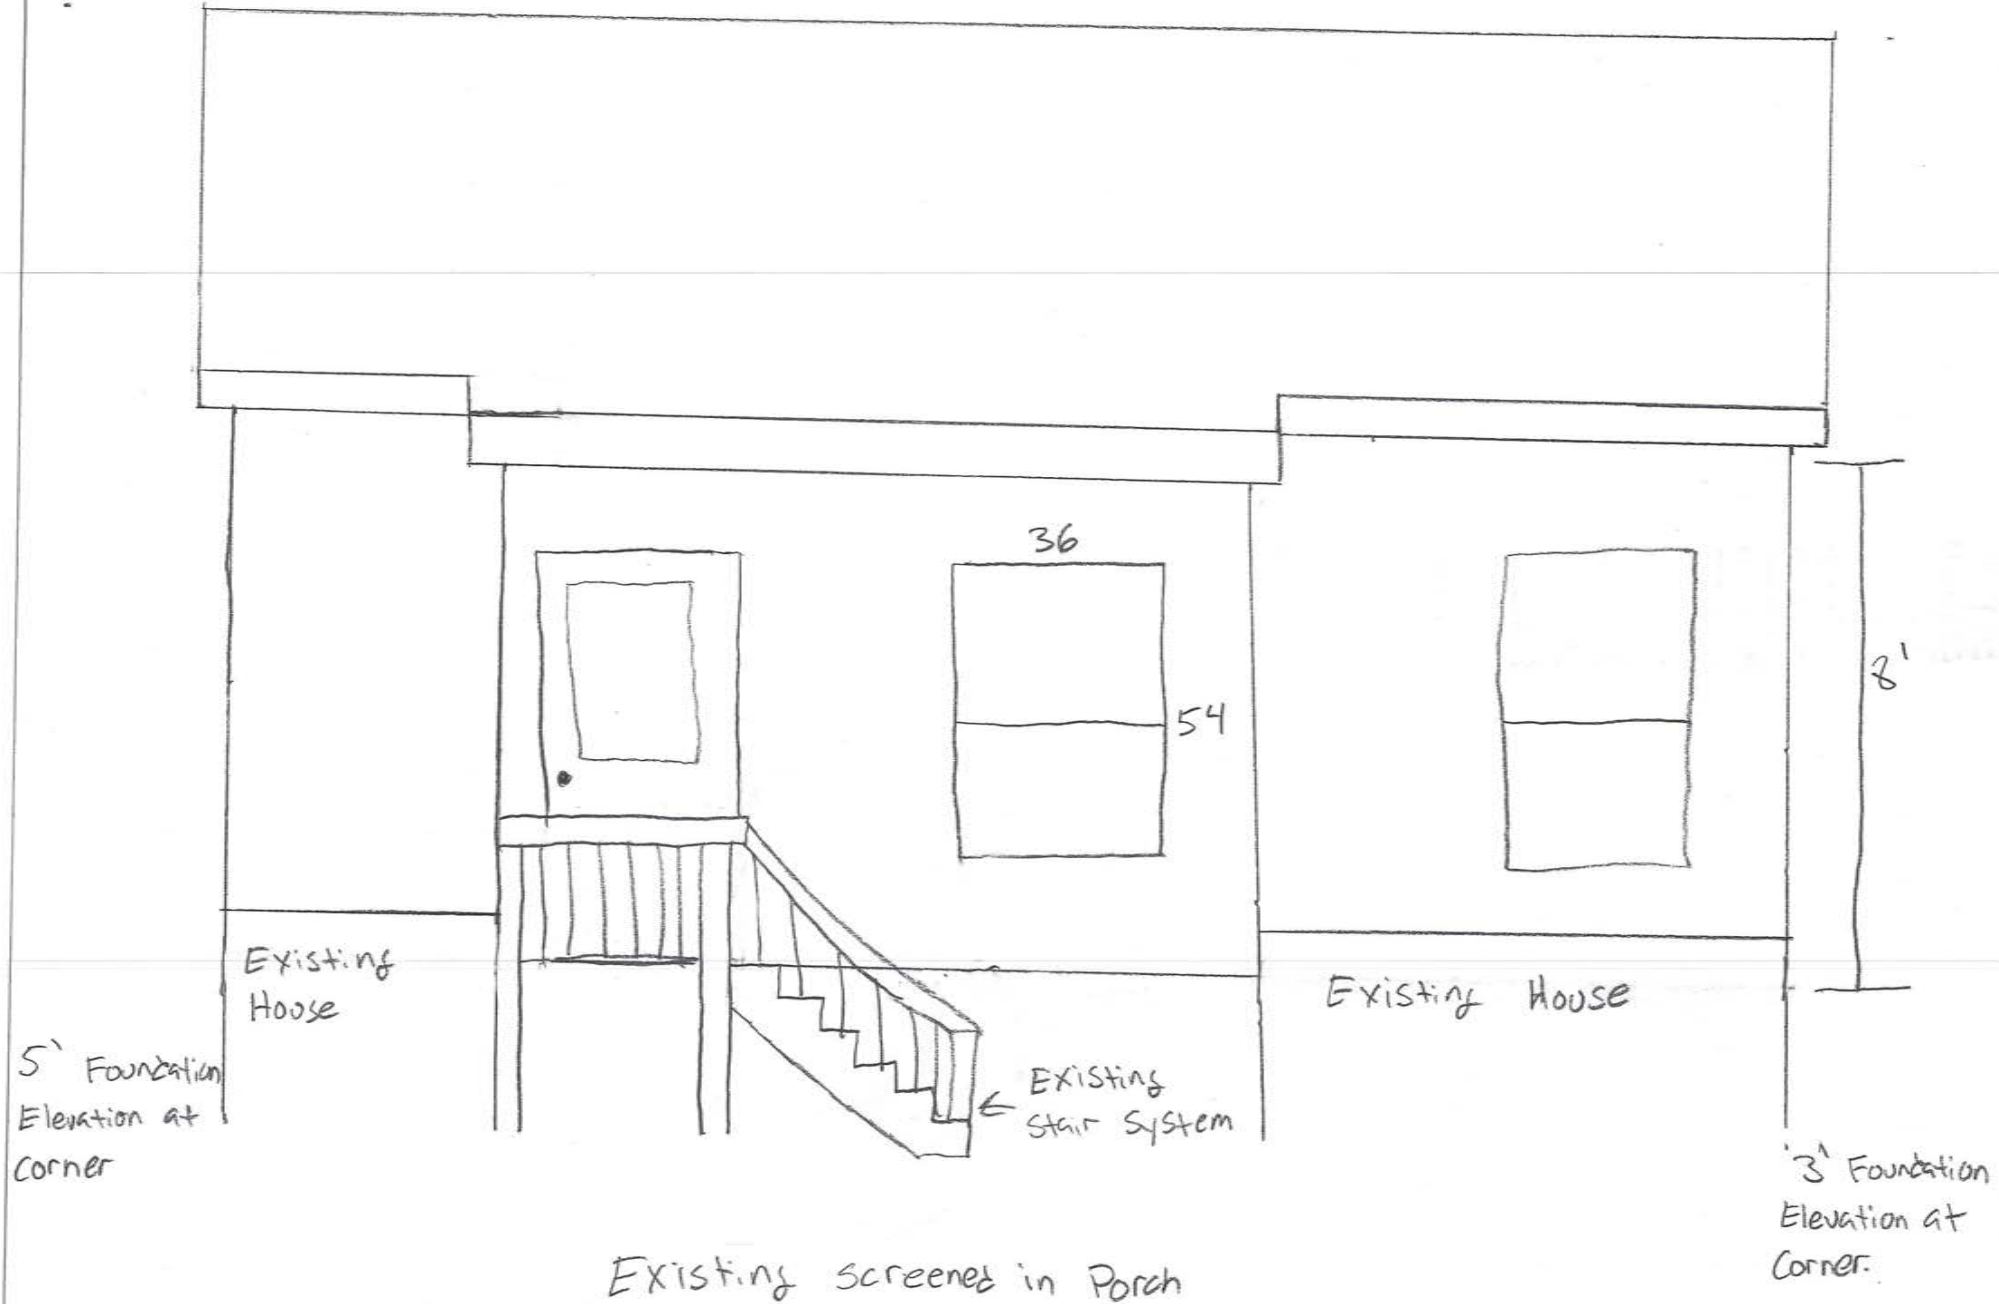 36
54
8'
Existing
House
Existing House
5' Foundation
Elevation at
Corner
Existing
Stair System
3' Foundation
Elevation at
Corner.
Existing screened in Porch